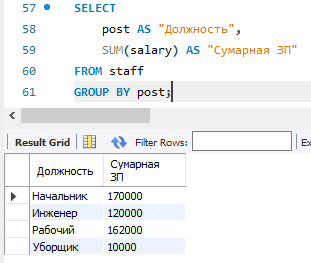 57 SELECT
58 post AS "Должность",
59 SUM(salary) AS "Сумарная ЗП"
60 FROM staff
61 GROUP BY post;
Result Grid Filter Rows: Ex
Должность Сумарная
ЗП
Начальник 170000
Инженер 120000
Рабочий 162000
Уборщик 10000